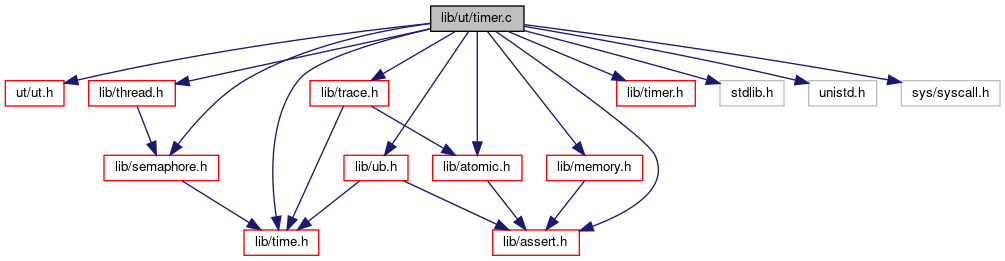 lib/ut/timer.c
ut/ut.h
lib/thread.h
lib/trace.h
lib/timer.h
stdlib.h
unistd.h
sys/syscall.h
lib/semaphore.h
lib/ub.h
lib/atomic.h
lib/memory.h
lib/time.h
lib/assert.h